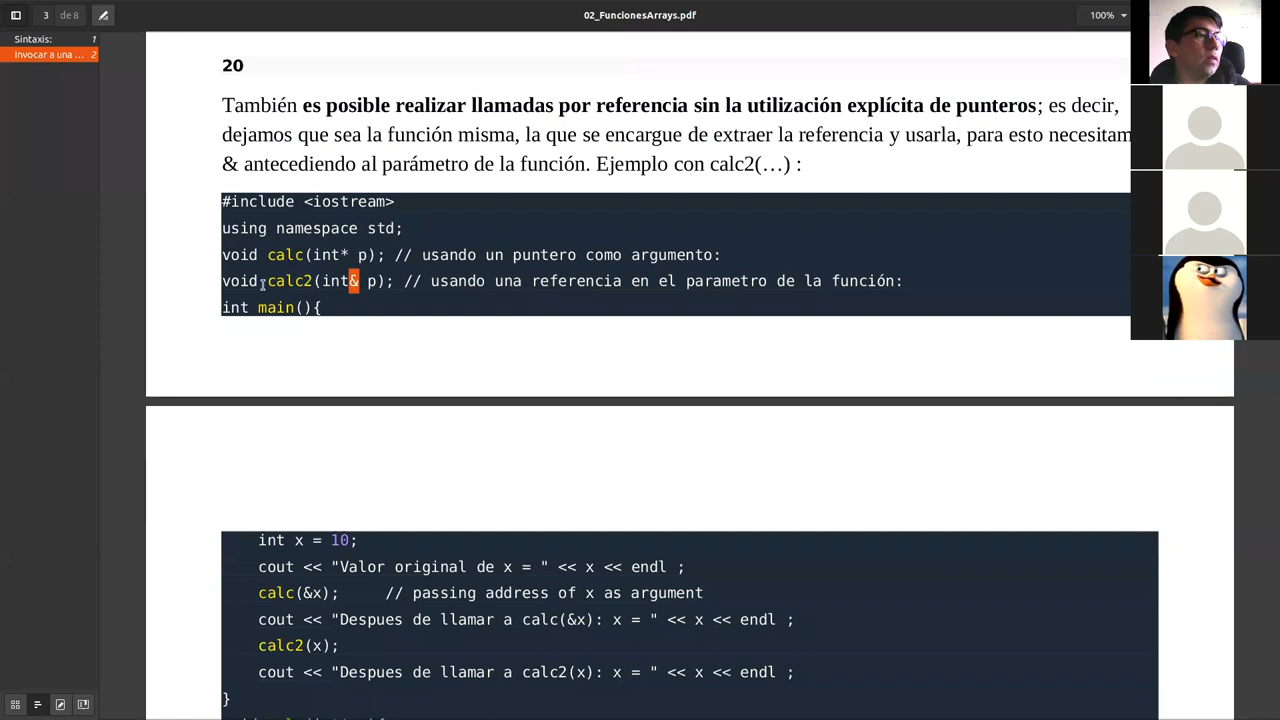 3 de 8
02_FuncionesArrays.pdf
100%
Sintaxis: 1
Invocar a una ... 2
20
También es posible realizar llamadas por referencia sin la utilización explícita de punteros; es decir,
dejamos que sea la función misma, la que se encargue de extraer la referencia y usarla, para esto necesitam
& antecediendo al parámetro de la función. Ejemplo con calc2(…) :
#include <iostream>
using namespace std;
void calc(int* p); // usando un puntero como argumento:
void calc2(int& p); // usando una referencia en el parametro de la función:
int main(){
int x = 10;
cout << "Valor original de x = " << x << endl ;
calc(&x); // passing address of x as argument
cout << "Despues de llamar a calc(&x): x = " << x << endl ;
calc2(x);
cout << "Despues de llamar a calc2(x): x = " << x << endl ;
}